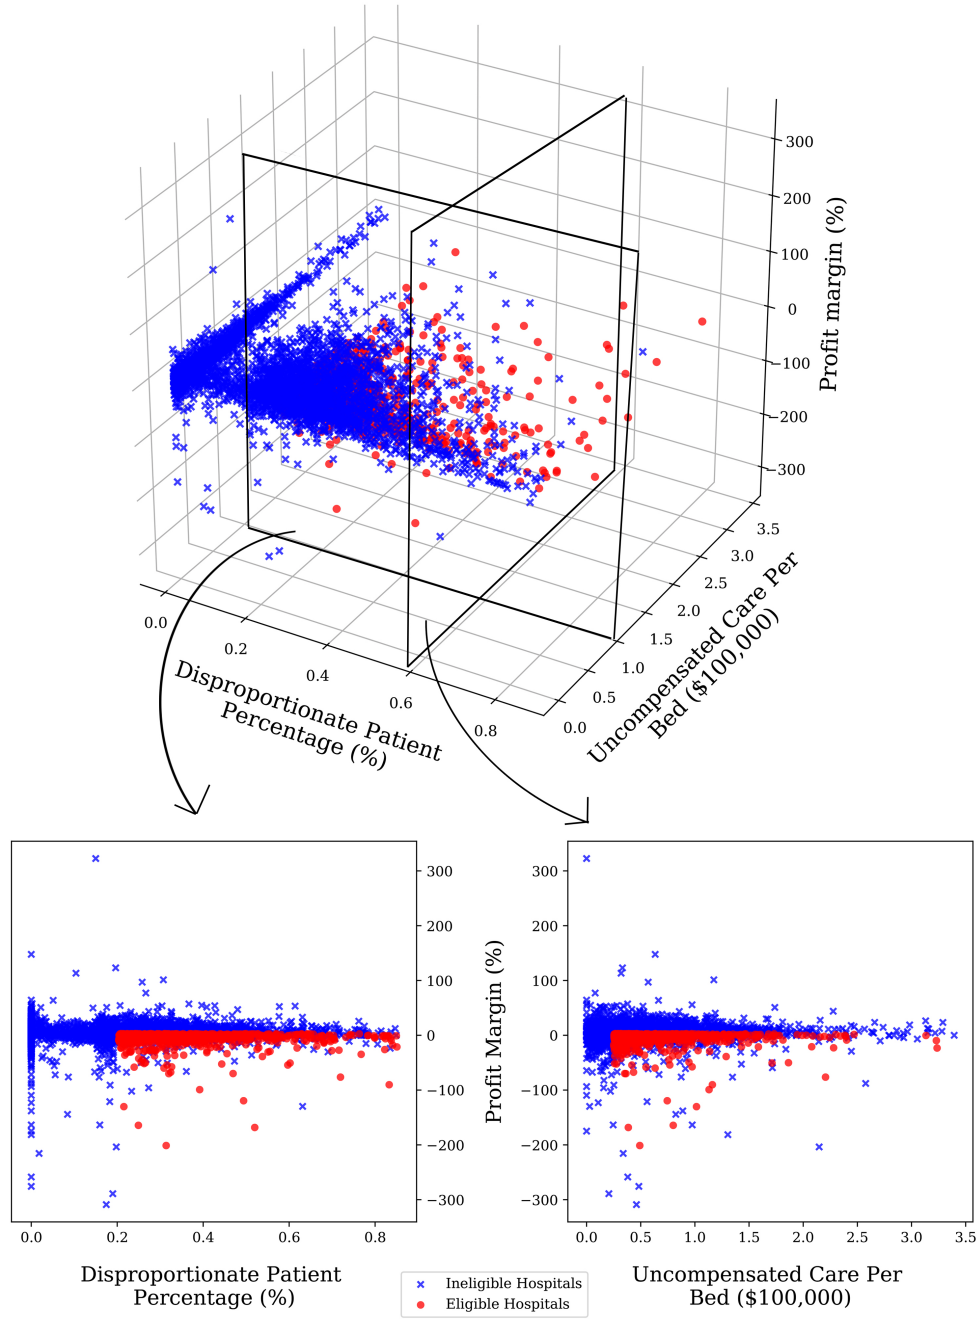 300
200
100
0
−100
−200
−300
Profit margin (%)
3.5
3.0
2.5
2.0
1.5
1.0
0.5
0.0
Uncompensated Care Per
Bed ($100,000)
0.0
0.2
0.4
0.6
0.8
Disproportionate Patient
Percentage (%)
300
200
100
0
−100
−200
−300
Profit Margin (%)
300
200
100
0
−100
−200
−300
0.0 0.2 0.4 0.6 0.8
0.0 0.5 1.0 1.5 2.0 2.5 3.0 3.5
Disproportionate Patient
Percentage (%)
Uncompensated Care Per
Bed ($100,000)
Ineligible Hospitals
Eligible Hospitals